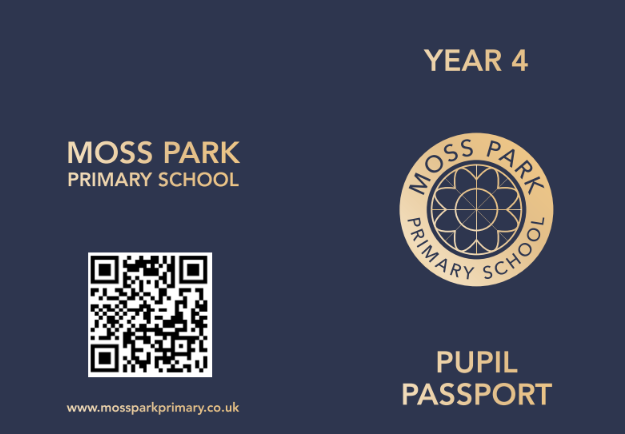 MOSS PARK
PRIMARY SCHOOL
www.mossparkprimary.co.uk
YEAR 4
MOSS PARK
PRIMARY SCHOOL
PUPIL
PASSPORT